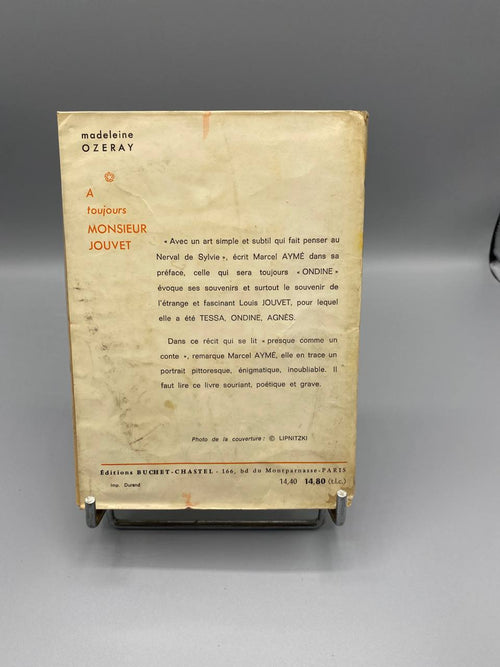 madeleine
OZERAY
A
toujours
MONSIEUR
JOUVET
« Avec un art simple et subtil qui fait penser au
Nerval de Sylvie », écrit Marcel AYMÉ dans sa
préface, celle qui sera toujours « ONDINE »
évoque ses souvenirs et surtout le souvenir de
l'étrange et fascinant Louis JOUVET, pour lequel
elle a été TESSA, ONDINE, AGNÈS.
Dans ce récit qui se lit « presque comme un
conte », remarque Marcel AYMÉ, elle en trace un
portrait pittoresque, énigmatique, inoubliable. Il
faut lire ce livre souriant, poétique et grave.
Photo de la couverture : © LIPNITZKI
Éditions BUCHET-CHASTEL - 166, bd du Montparnasse-PARIS
Imp. Durand
14,40 14.80 (t.l.c.)